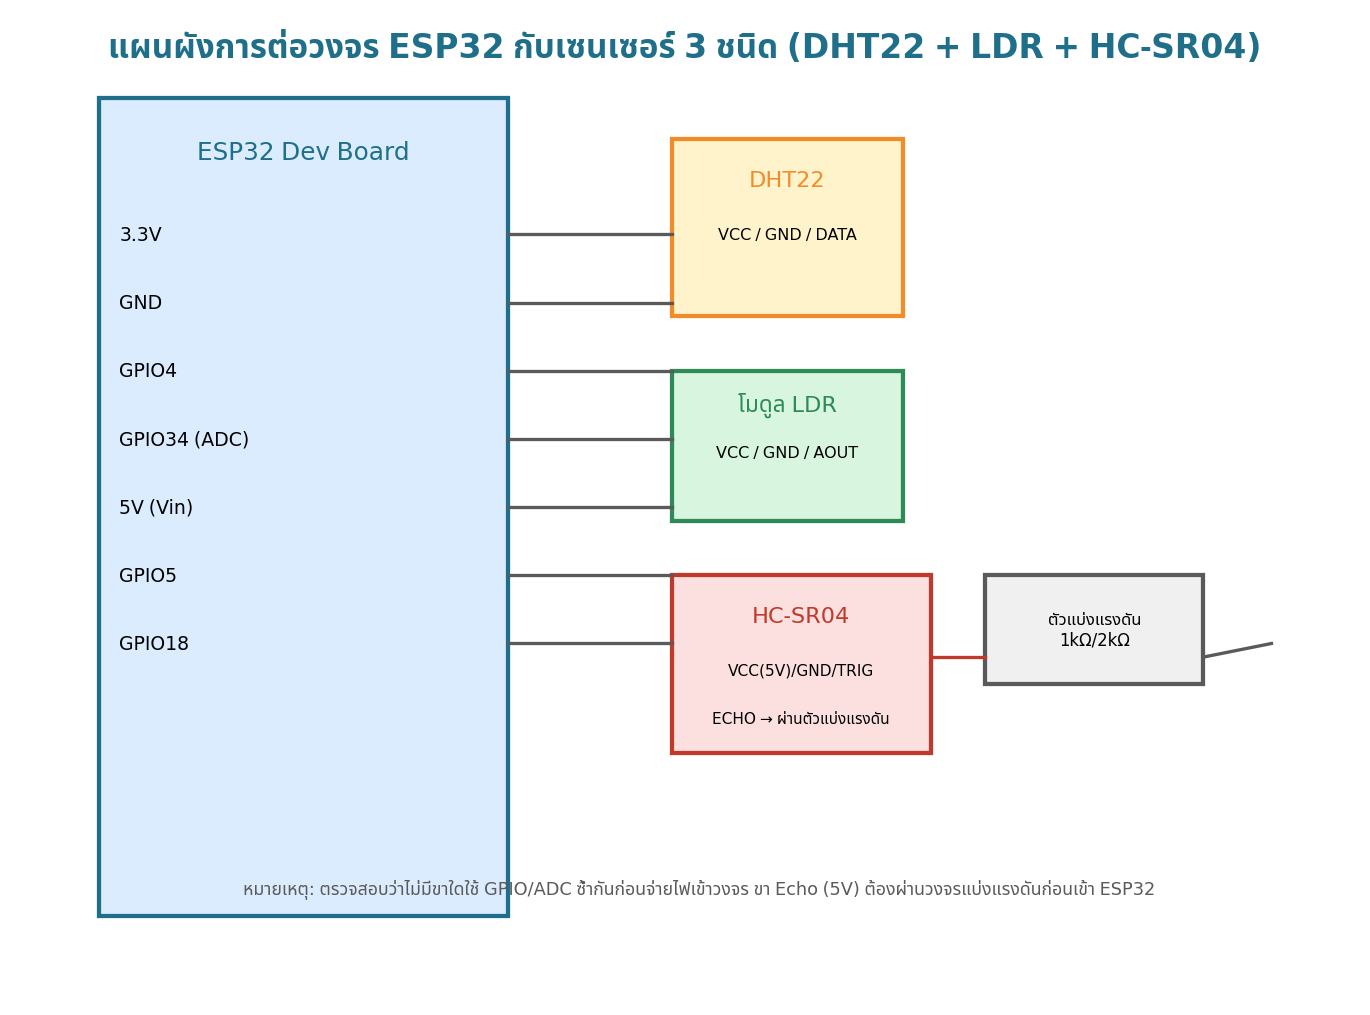 แผนผังการต่อวงจร ESP32 กับเซนเซอร์ 3 ชนิด (DHT22 + LDR + HC-SR04)
ESP32 Dev Board
3.3V
GND
GPIO4
GPIO34 (ADC)
5V (Vin)
GPIO5
GPIO18
DHT22
VCC / GND / DATA
โมดูล LDR
VCC / GND / AOUT
HC-SR04
VCC(5V)/GND/TRIG
ECHO → ผ่านตัวแบ่งแรงดัน
ตัวแบ่งแรงดัน
1kΩ/2kΩ
หมายเหตุ: ตรวจสอบว่าไม่มีขาใดใช้ GPIO/ADC ซ้ำกันก่อนจ่ายไฟเข้าวงจร ขา Echo (5V) ต้องผ่านวงจรแบ่งแรงดันก่อนเข้า ESP32